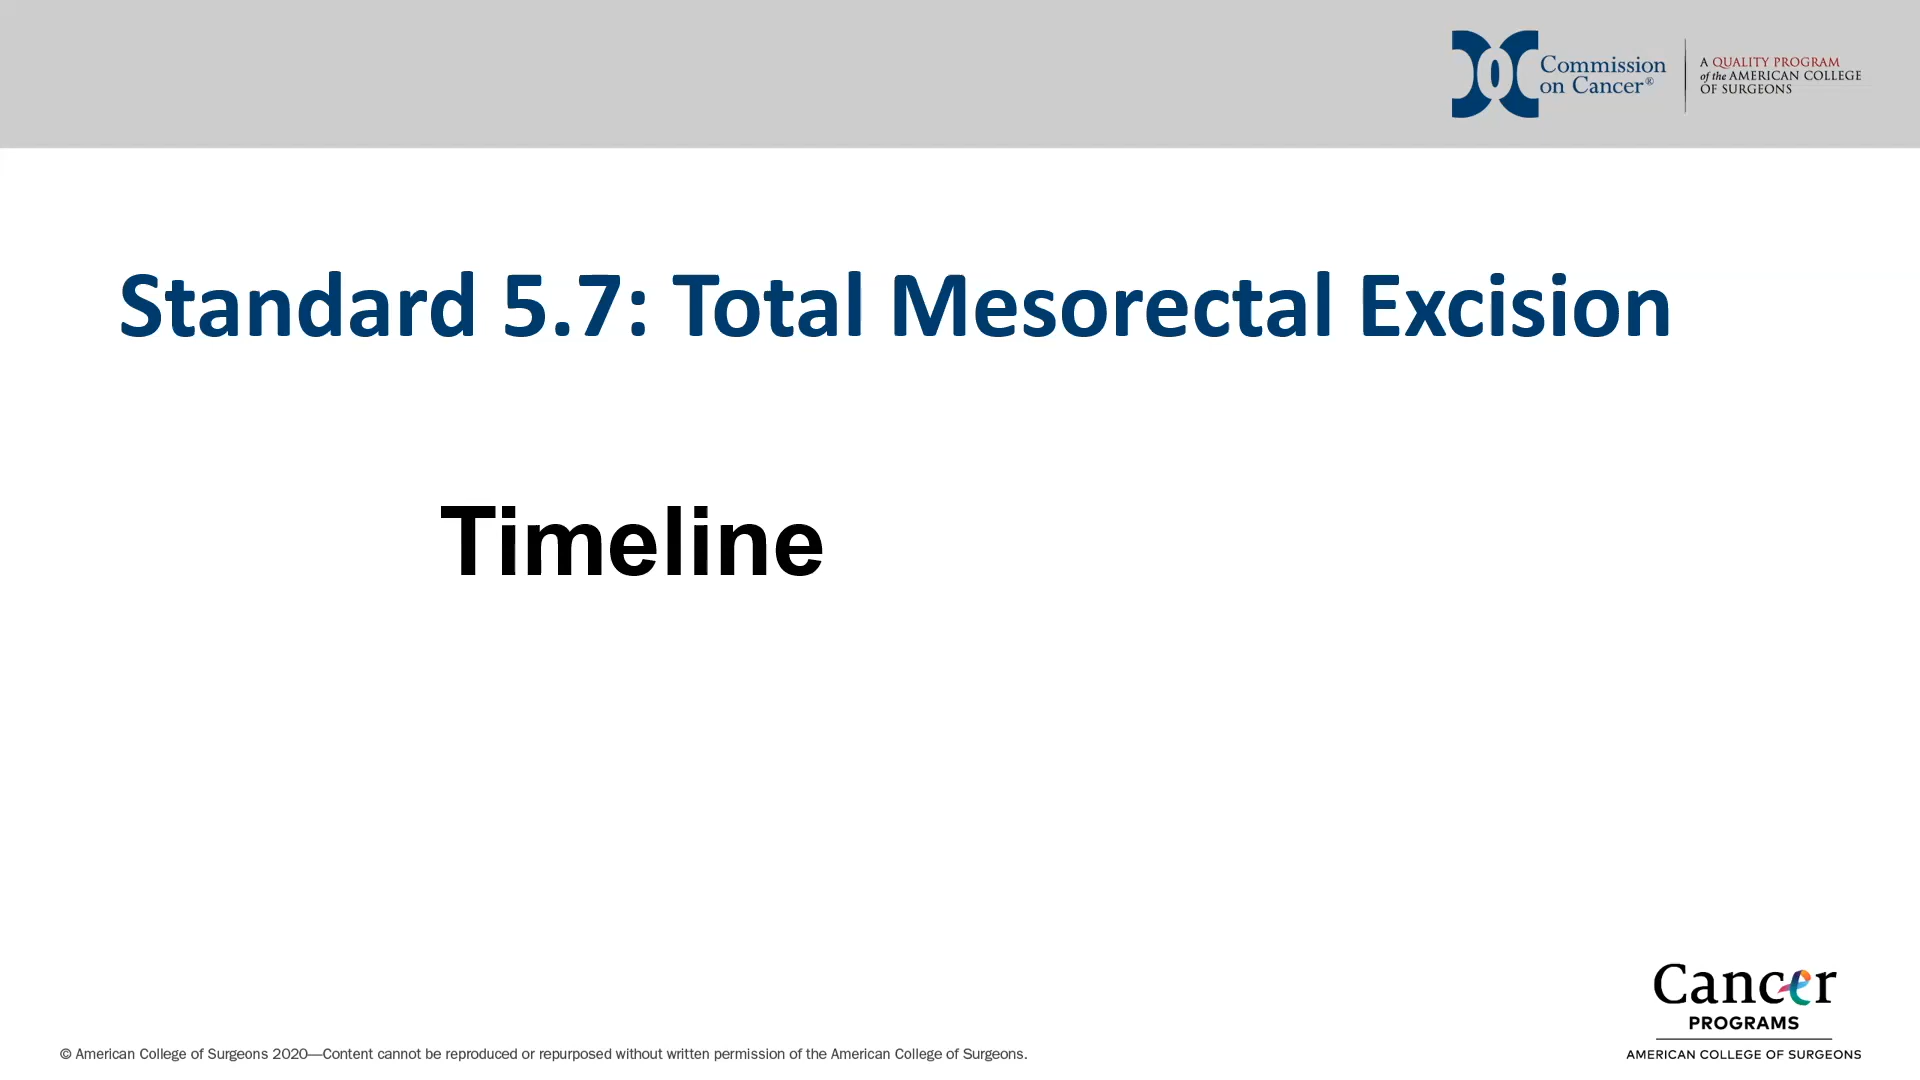 Commission
on Cancer®
A QUALITY PROGRAM
of the AMERICAN COLLEGE
OF SURGEONS
Standard 5.7: Total Mesorectal Excision
Timeline
Cancer
PROGRAMS
AMERICAN COLLEGE OF SURGEONS
© American College of Surgeons 2020—Content cannot be reproduced or repurposed without written permission of the American College of Surgeons.